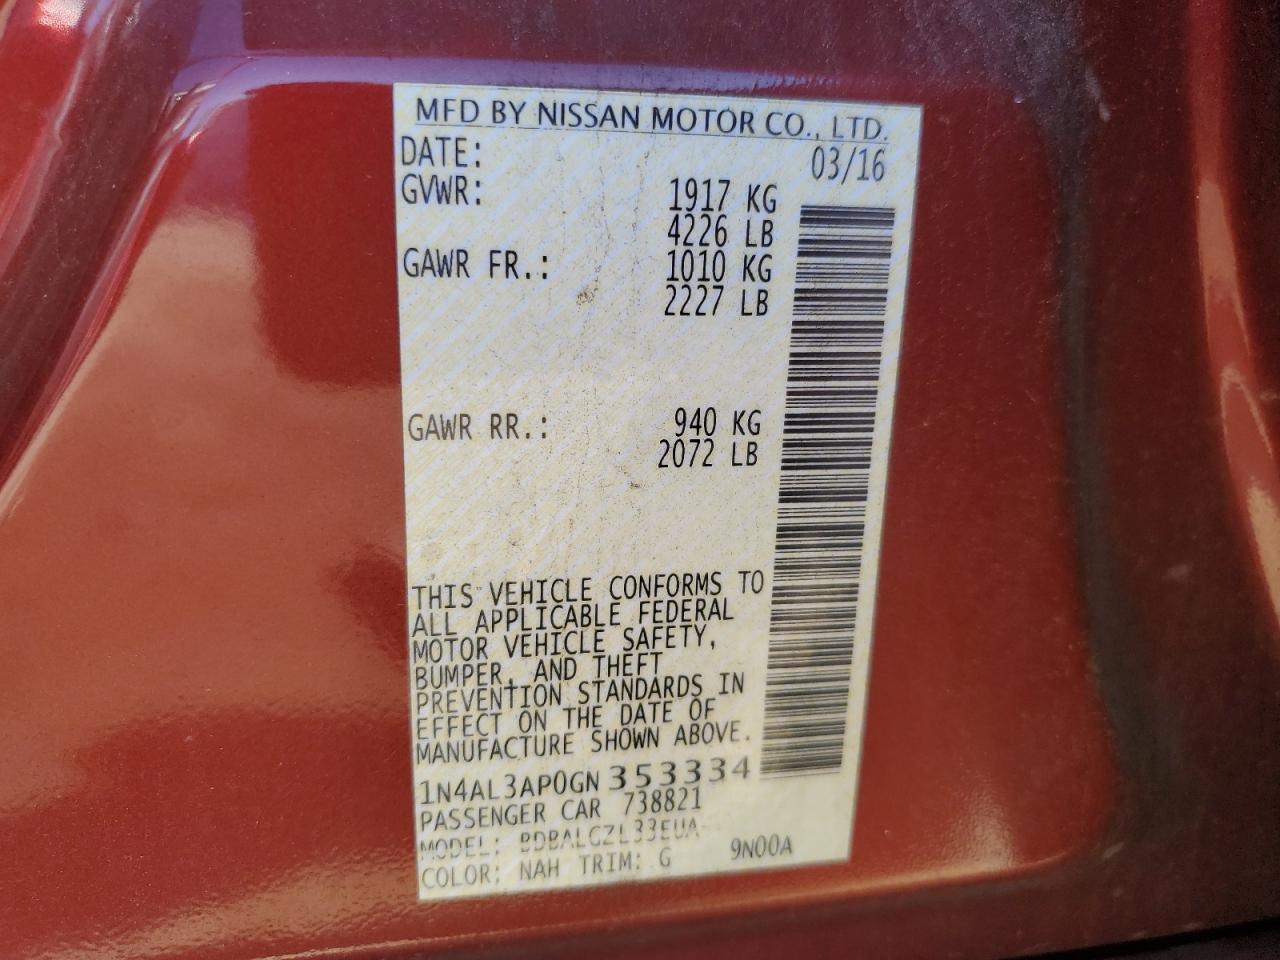 MFD BY NISSAN MOTOR CO., LTD.
DATE: 03/16
GVWR: 1917 KG
4226 LB
GAWR FR.: 1010 KG
2227 LB
GAWR RR.: 940 KG
2072 LB
THIS VEHICLE CONFORMS TO
ALL APPLICABLE FEDERAL
MOTOR VEHICLE SAFETY,
BUMPER, AND THEFT
PREVENTION STANDARDS IN
EFFECT ON THE DATE OF
MANUFACTURE SHOWN ABOVE.
1N4AL3AP0GN353334
PASSENGER CAR 738821
MODEL:
COLOR: NAH TRIM: G 9N00A